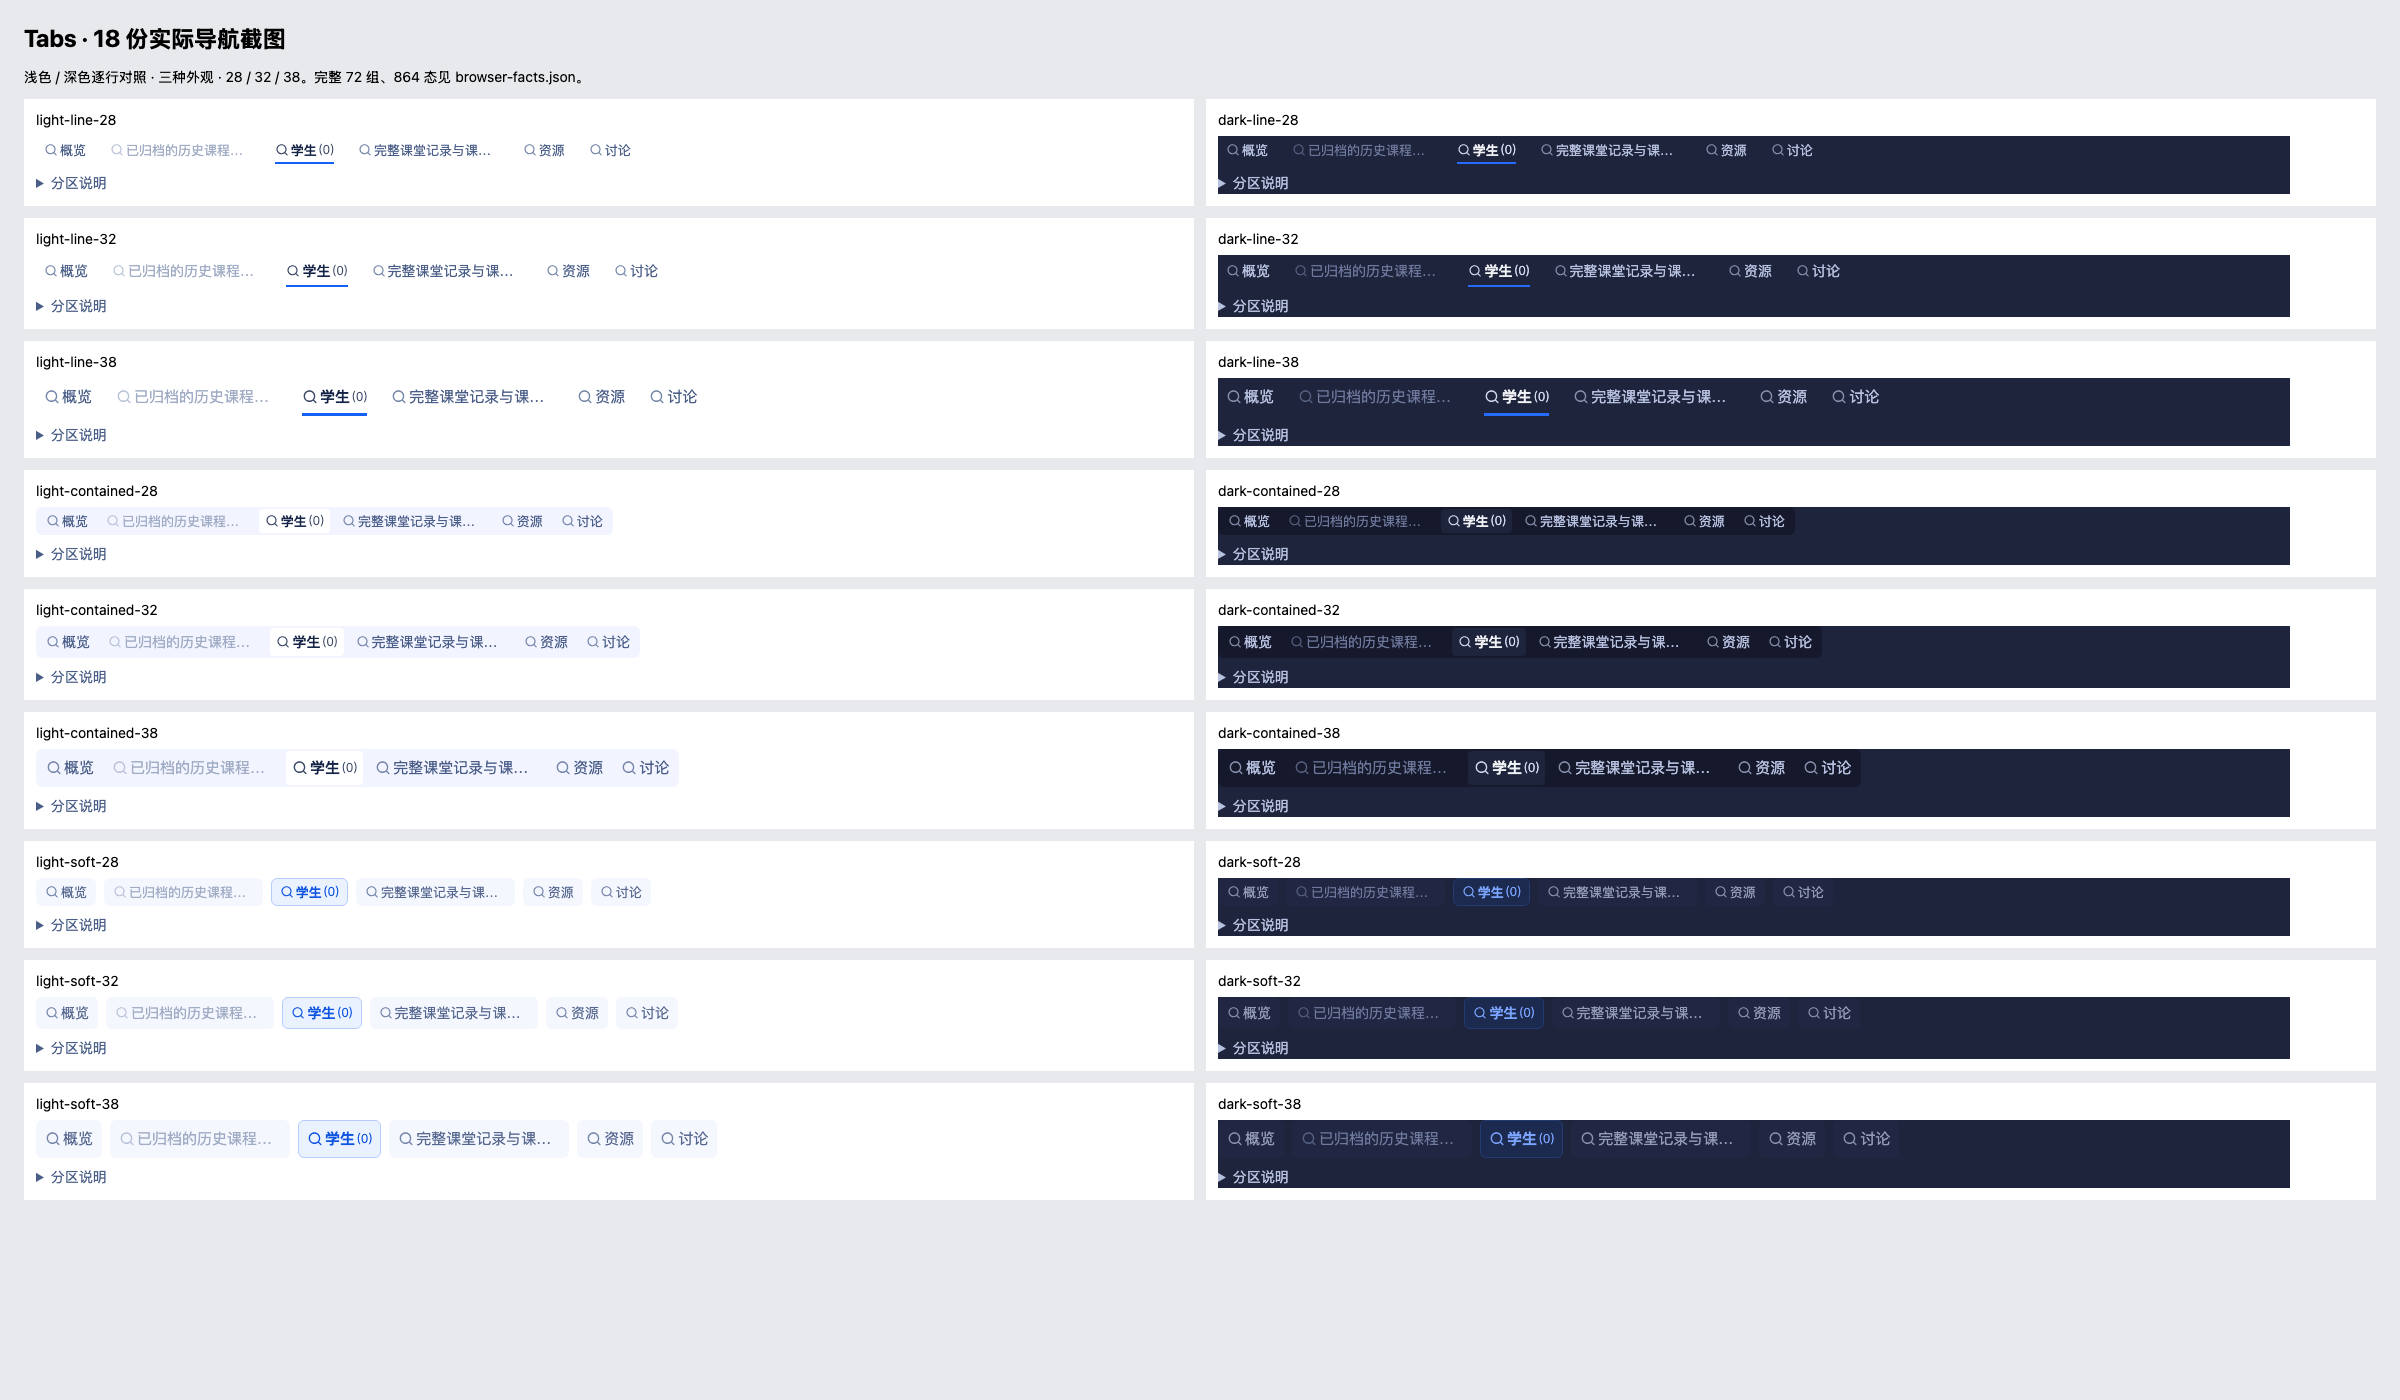 Tabs · 18 份实际导航截图
浅色 / 深色逐行对照 · 三种外观 · 28 / 32 / 38。完整 72 组、864 态见 browser-facts.json。
light-line-28
概览 已归档的历史课程... 学生 (0) 完整课堂记录与课... 资源 讨论
分区说明
dark-line-28
概览 已归档的历史课程... 学生 (0) 完整课堂记录与课... 资源 讨论
分区说明
light-line-32
概览 已归档的历史课程... 学生 (0) 完整课堂记录与课... 资源 讨论
分区说明
dark-line-32
概览 已归档的历史课程... 学生 (0) 完整课堂记录与课... 资源 讨论
分区说明
light-line-38
概览 已归档的历史课程... 学生 (0) 完整课堂记录与课... 资源 讨论
分区说明
dark-line-38
概览 已归档的历史课程... 学生 (0) 完整课堂记录与课... 资源 讨论
分区说明
light-contained-28
概览 已归档的历史课程... 学生 (0) 完整课堂记录与课... 资源 讨论
分区说明
dark-contained-28
概览 已归档的历史课程... 学生 (0) 完整课堂记录与课... 资源 讨论
分区说明
light-contained-32
概览 已归档的历史课程... 学生 (0) 完整课堂记录与课... 资源 讨论
分区说明
dark-contained-32
概览 已归档的历史课程... 学生 (0) 完整课堂记录与课... 资源 讨论
分区说明
light-contained-38
概览 已归档的历史课程... 学生 (0) 完整课堂记录与课... 资源 讨论
分区说明
dark-contained-38
概览 已归档的历史课程... 学生 (0) 完整课堂记录与课... 资源 讨论
分区说明
light-soft-28
概览 已归档的历史课程... 学生 (0) 完整课堂记录与课... 资源 讨论
分区说明
dark-soft-28
概览 已归档的历史课程... 学生 (0) 完整课堂记录与课... 资源 讨论
分区说明
light-soft-32
概览 已归档的历史课程... 学生 (0) 完整课堂记录与课... 资源 讨论
分区说明
dark-soft-32
概览 已归档的历史课程... 学生 (0) 完整课堂记录与课... 资源 讨论
分区说明
light-soft-38
概览 已归档的历史课程... 学生 (0) 完整课堂记录与课... 资源 讨论
分区说明
dark-soft-38
概览 已归档的历史课程... 学生 (0) 完整课堂记录与课... 资源 讨论
分区说明